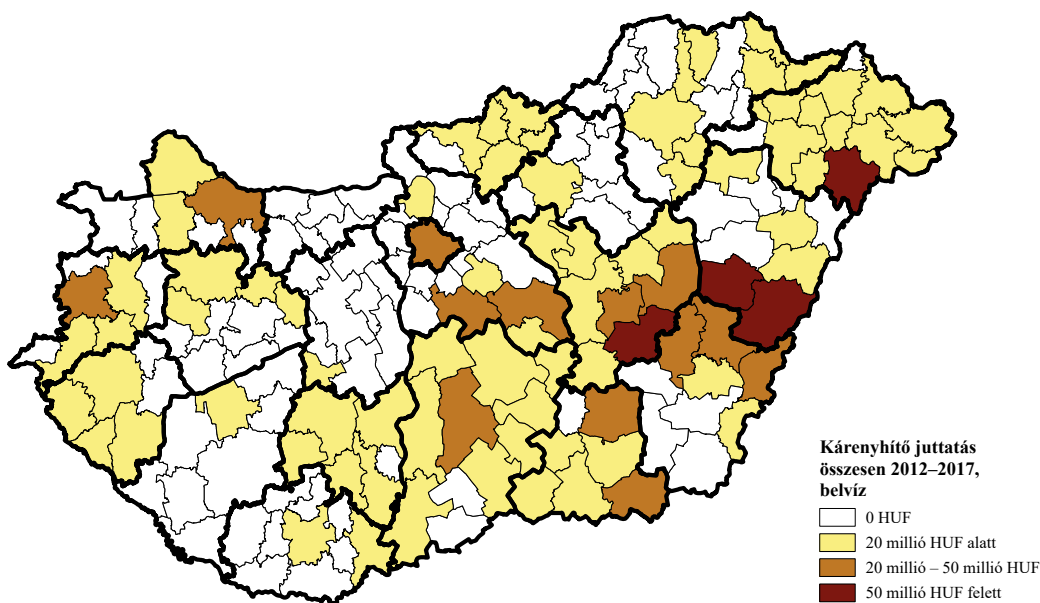 Kárenyhítő juttatás
összesen 2012–2017,
belvíz
0 HUF
20 millió HUF alatt
20 millió – 50 millió HUF
50 millió HUF felett